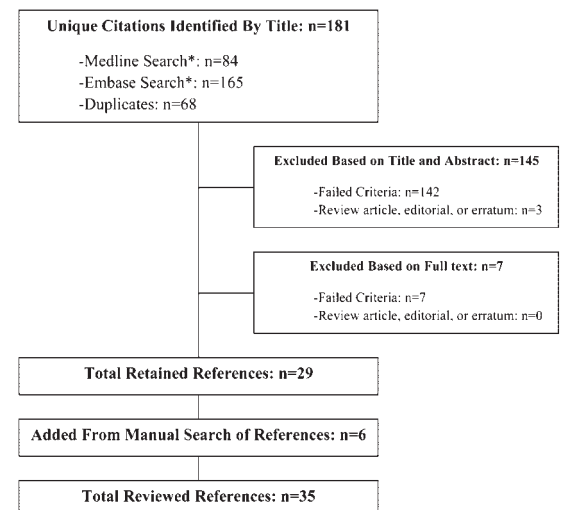 Unique Citations Identified By Title: n=181
-Medline Search*: n=84
-Embase Search*: n=165
-Duplicates: n=68
Excluded Based on Title and Abstract: n=145
-Failed Criteria: n=142
-Review article, editorial, or erratum: n=3
Excluded Based on Full text: n=7
-Failed Criteria: n=7
-Review article, editorial, or erratum: n=0
Total Retained References: n=29
Added From Manual Search of References: n=6
Total Reviewed References: n=35